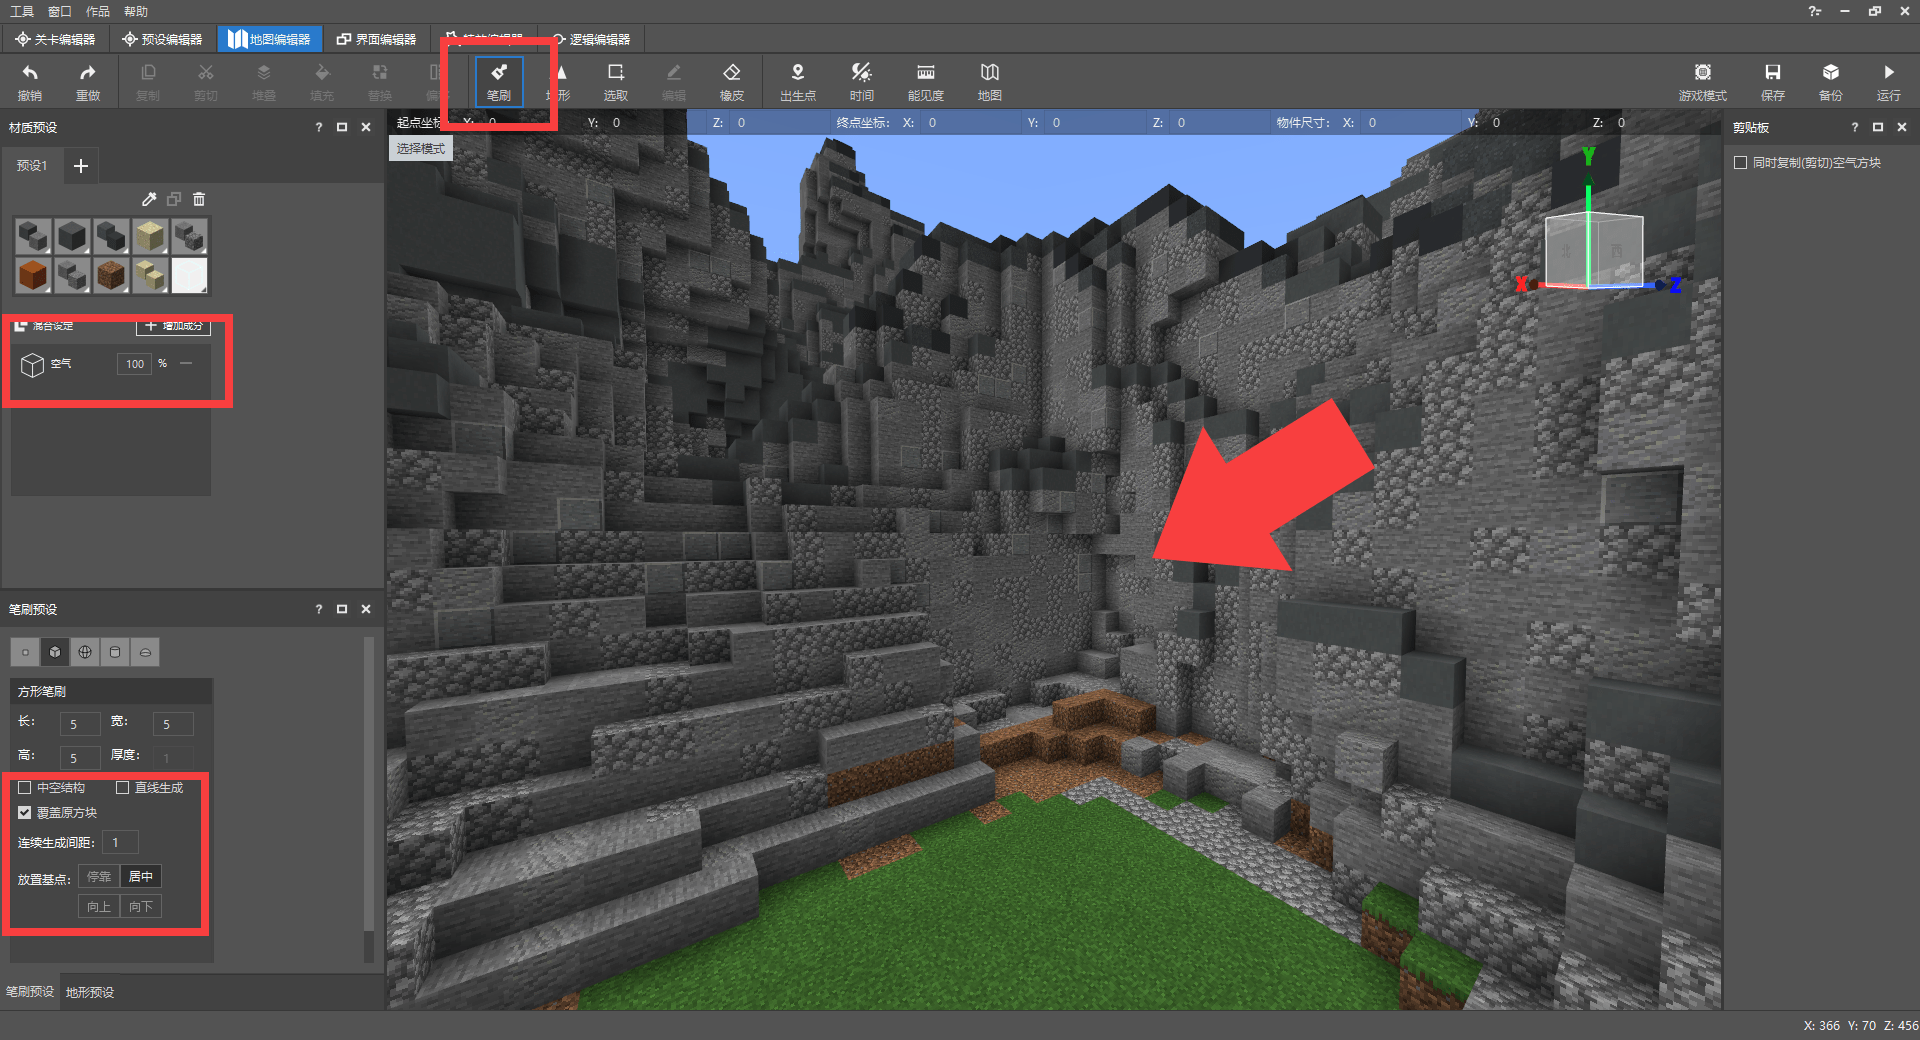 工具 窗口 作品 帮助
关卡编辑器 预设编辑器 地图编辑器 界面编辑器 特效编辑器 逻辑编辑器
撤销 重做 复制 剪切 堆叠 填充 替换 笔刷 选取 编辑 橡皮 出生点 时间 能见度 地图 游戏模式 保存 备份 运行
材质预设
起点坐标 X: 0 Y: 0 Z: 0 终点坐标: X: 0 Y: 0 Z: 0 物件尺寸: X: 0 Y: 0 Z: 0
剪贴板
选择模式
预设1
同时复制(剪切)空气方块
Y
北 西
X Z
混合设定 增加成分
空气 100 %
笔刷预设
方形笔刷
长: 5 宽: 5
高: 5 厚度: 1
中空结构 直线生成
覆盖原方块
连续生成间距: 1
放置基点: 停靠 居中
向上 向下
笔刷预设 地形预设
X: 366 Y: 70 Z: 456